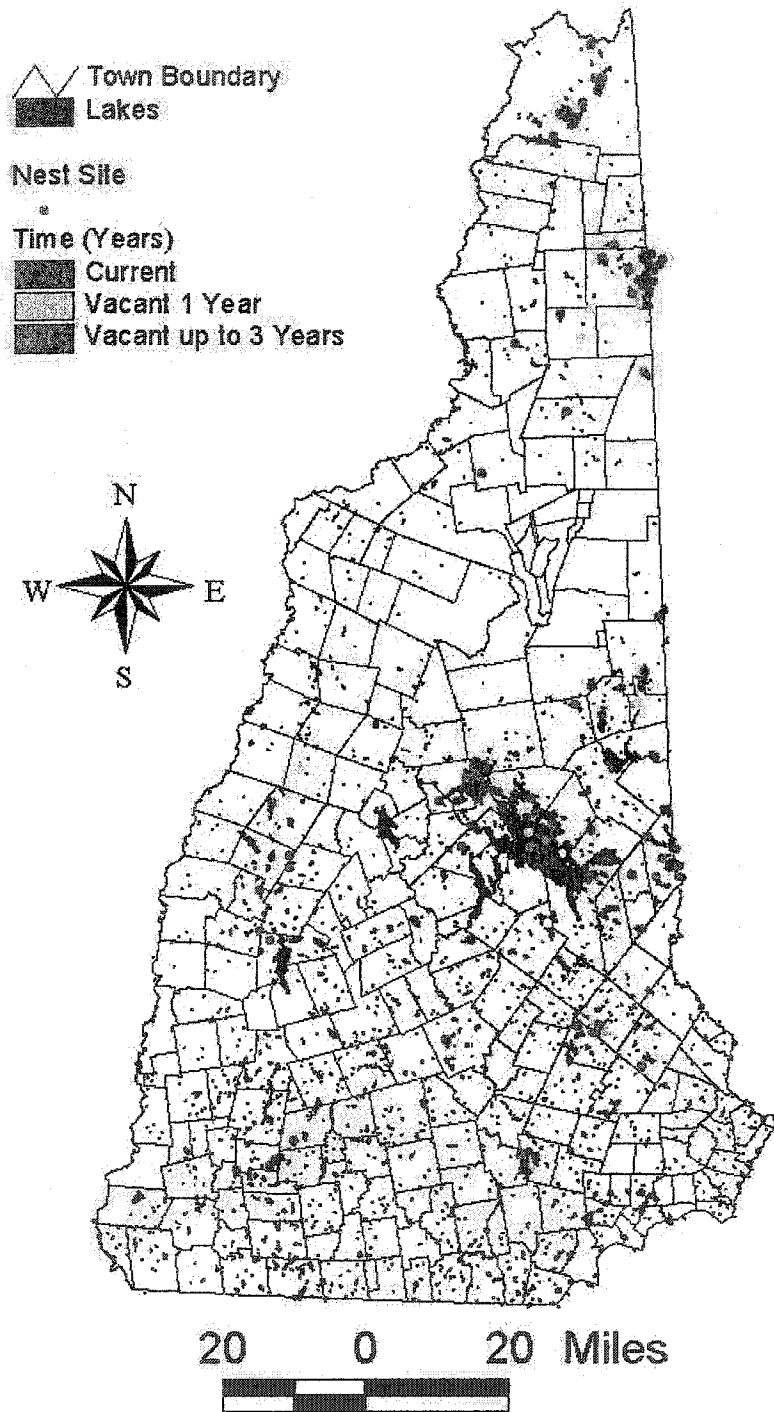 Town Boundary
Lakes
Nest Site
Time (Years)
Current
Vacant 1 Year
Vacant up to 3 Years
N
W E
S
20 0 20 Miles